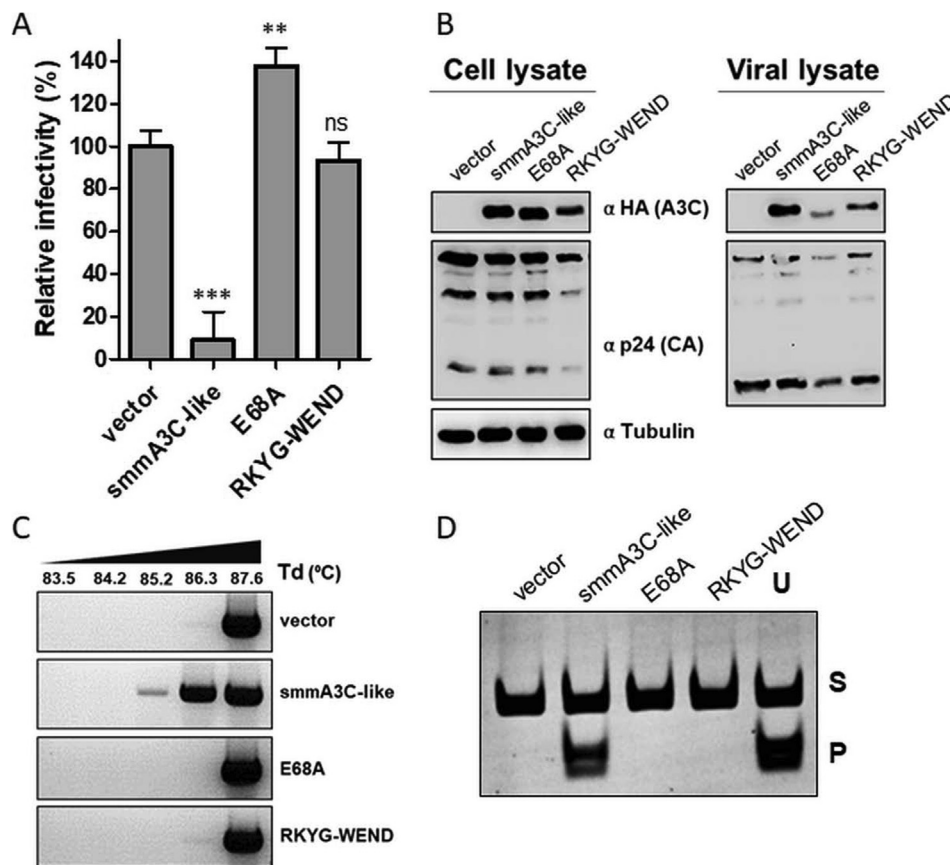 A
Relative infectivity (%)
140
120
100
80
60
40
20
0
**
***
ns
vector
smmA3C-like
E68A
RKYG-WEND
B
Cell lysate
Viral lysate
vector
smmA3C-like
E68A
RKYG-WEND
vector
smmA3C-like
E68A
RKYG-WEND
α HA (A3C)
α p24 (CA)
α Tubulin
C
83.5 84.2 85.2 86.3 87.6 Td (ºC)
vector
smmA3C-like
E68A
RKYG-WEND
D
vector
smmA3C-like
E68A
RKYG-WEND
U
S
P